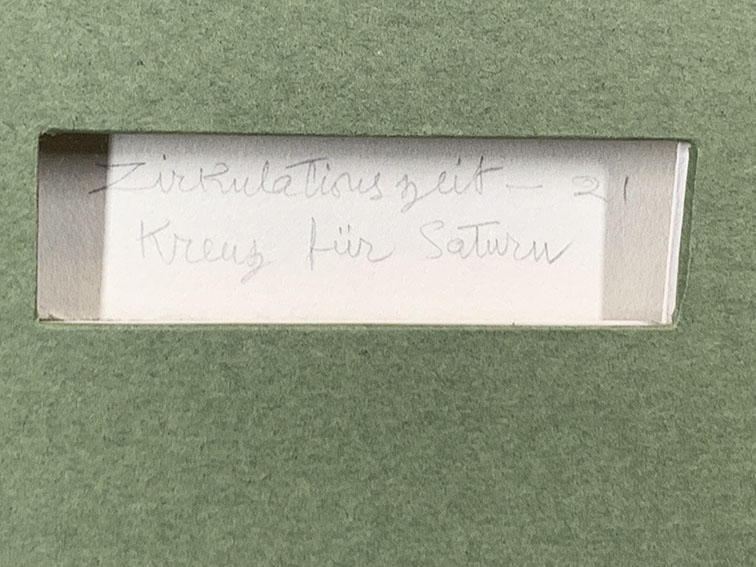 Zirkulationszeit – 21
Kreuz für Saturn